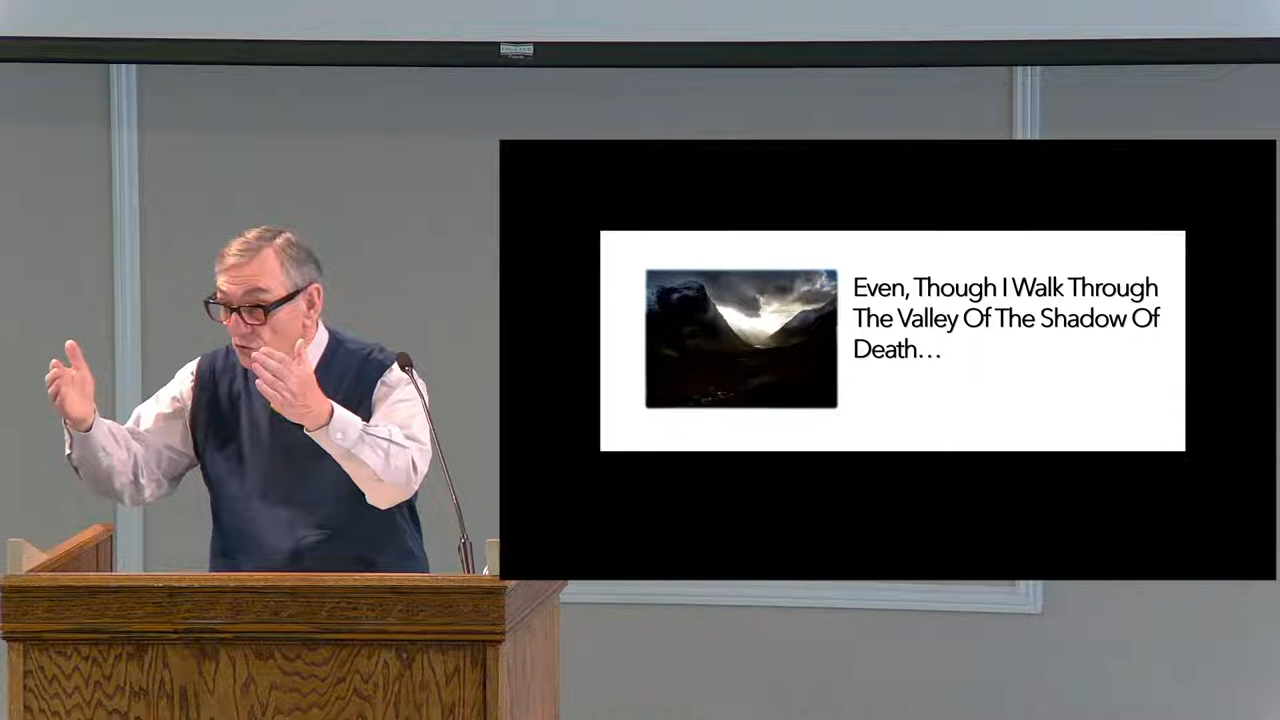 Even, Though I Walk Through
The Valley Of The Shadow Of
Death…